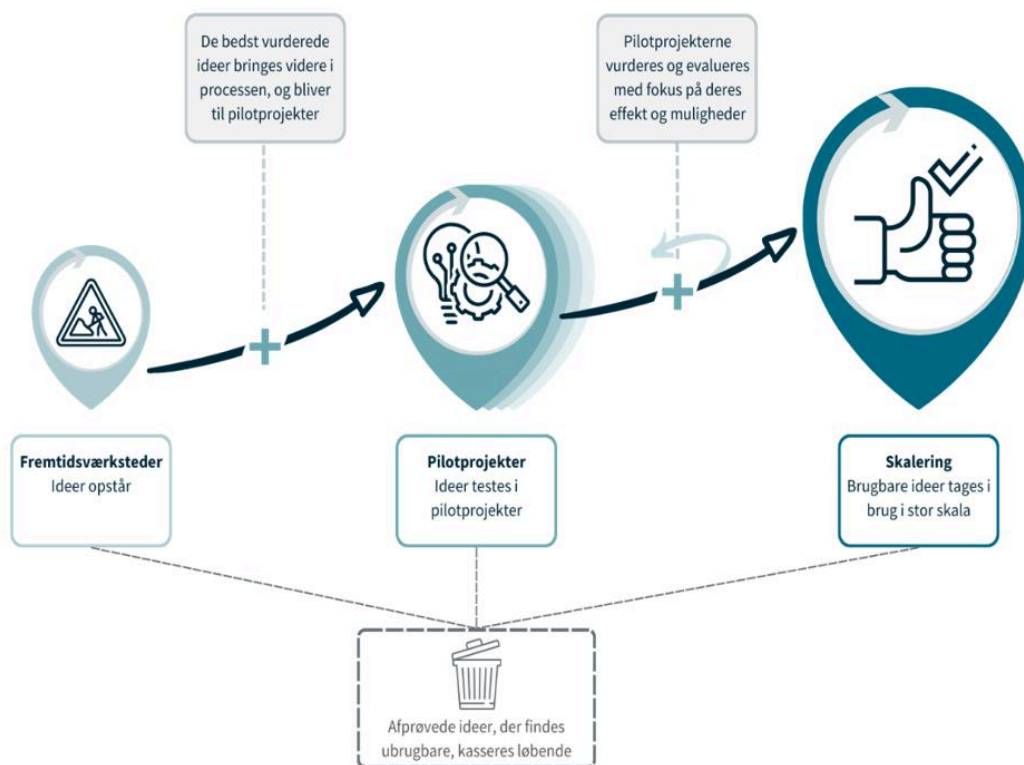 De bedst vurderede
ideer bringes videre i
processen, og bliver
til pilotprojekter
Pilotprojekterne
vurderes og evalueres
med fokus på deres
effekt og muligheder
Fremtidsværksteder
Ideer opstår
Pilotprojekter
Ideer testes i
pilotprojekter
Skalering
Brugbare ideer tages i
brug i stor skala
Afprøvede ideer, der findes
ubrugbare, kasseres løbende